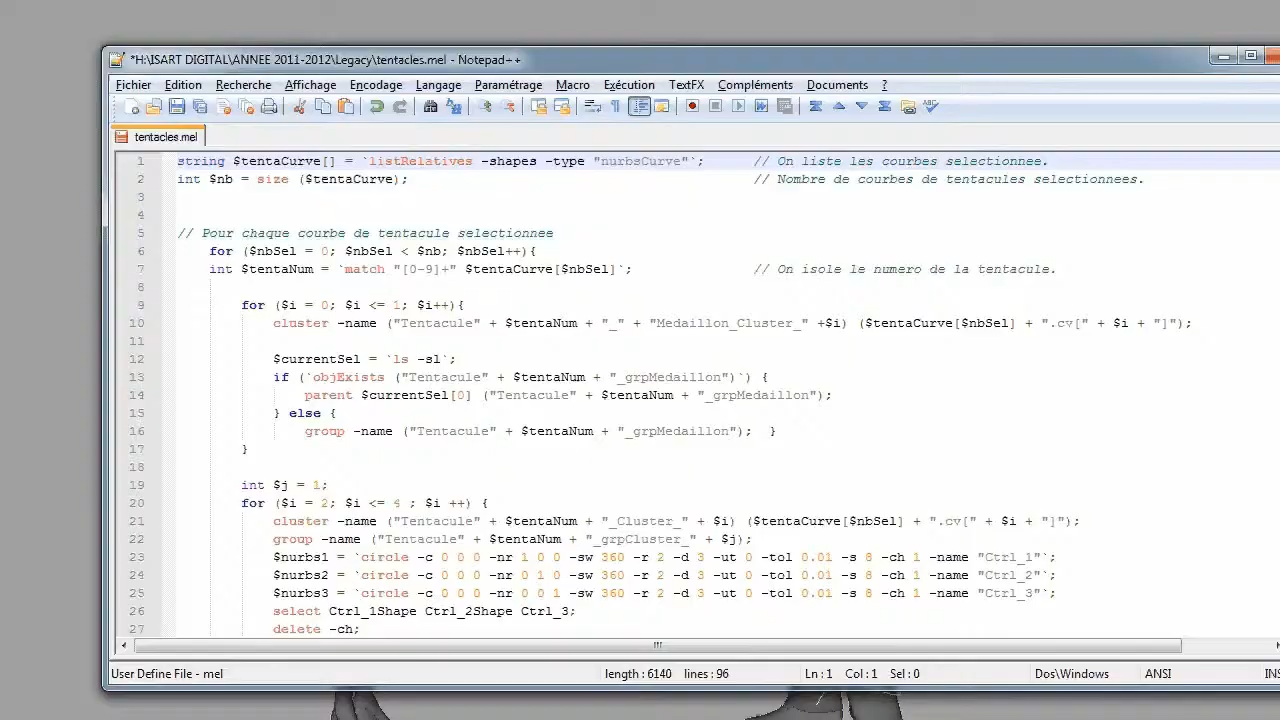 *H:\ISART DIGITAL\ANNEE 2011-2012\Legacy\tentacles.mel - Notepad++
Fichier Edition Recherche Affichage Encodage Langage Paramétrage Macro Exécution TextFX Compléments Documents ?
tentacles.mel
1 string $tentaCurve[] = `listRelatives -shapes -type "nurbsCurve"`; // On liste les courbes selectionnes.
2 int $nb = size ($tentaCurve); // Nombre de courbes de tentacules selectionnees.
3
4
5 // Pour chaque courbe de tentacule selectionnee
6 for ($nbSel = 0; $nbSel < $nb; $nbSel++){
7 int $tentaNum = `match "[0-9]+" $tentaCurve[$nbSel]`; // On isole le numero de la tentacule.
8
9 for ($i = 0; $i <= 1; $i++){
10 cluster -name ("Tentacule" + $tentaNum + "_" + "Medaillon_Cluster_" +$i) ($tentaCurve[$nbSel] + ".cv[" + $i + "]");
11
12 $currentSel = `ls -sl`;
13 if (`objExists ("Tentacule" + $tentaNum + "_grpMedaillon")`) {
14 parent $currentSel[0] ("Tentacule" + $tentaNum + "_grpMedaillon");
15 } else {
16 group -name ("Tentacule" + $tentaNum + "_grpMedaillon"); }
17 }
18
19 int $j = 1;
20 for ($i = 2; $i <= 4 ; $i ++) {
21 cluster -name ("Tentacule" + $tentaNum + "_Cluster_" + $i) ($tentaCurve[$nbSel] + ".cv[" + $i + "]");
22 group -name ("Tentacule" + $tentaNum + "_grpCluster_" + $j);
23 $nurbs1 = `circle -c 0 0 0 -nr 1 0 0 -sw 360 -r 2 -d 3 -ut 0 -tol 0.01 -s 8 -ch 1 -name "Ctrl_1"`;
24 $nurbs2 = `circle -c 0 0 0 -nr 0 1 0 -sw 360 -r 2 -d 3 -ut 0 -tol 0.01 -s 8 -ch 1 -name "Ctrl_2"`;
25 $nurbs3 = `circle -c 0 0 0 -nr 0 0 1 -sw 360 -r 2 -d 3 -ut 0 -tol 0.01 -s 8 -ch 1 -name "Ctrl_3"`;
26 select Ctrl_1Shape Ctrl_2Shape Ctrl_3;
27 delete -ch;
User Define File - mel length : 6140 lines : 96 Ln : 1 Col : 1 Sel : 0 Dos\Windows ANSI INS